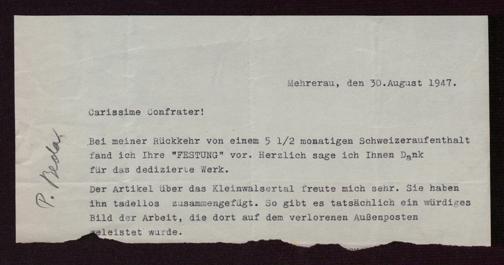 Mehrerau, den 30.August 1947.
Carissime Confrater!
Bei meiner Rückkehr von einem 5 1/2 monatigen Schweizeraufenthalt
fand ich Ihre "FESTUNG" vor. Herzlich sage ich Ihnen Dank
für das dedizierte Werk.
Der Artikel über das Kleinwalsertal freute mich sehr. Sie haben
ihn tadellos zusammengefügt. So gibt es tatsächlich ein würdiges
Bild der Arbeit, die dort auf dem verlorenen Außenposten
geleistet wurde.
P. Beda